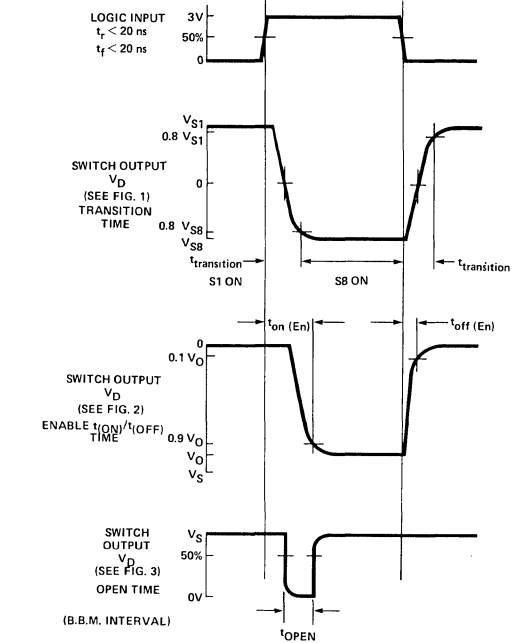 LOGIC INPUT
tr < 20 ns
tf < 20 ns
3V
50%
0
SWITCH OUTPUT
VD
(SEE FIG. 1)
TRANSITION
TIME
VS1
0.8 VS1
0
0.8 VS8
VS8
ttransition
ttransition
S1 ON
S8 ON
ton (En)
toff (En)
SWITCH OUTPUT
VD
(SEE FIG. 2)
ENABLE t(ON)/t(OFF)
TIME
0
0.1 VO
0.9 VO
VO
VS
SWITCH
OUTPUT
VD
(SEE FIG. 3)
OPEN TIME
(B.B.M. INTERVAL)
VS
50%
0V
tOPEN